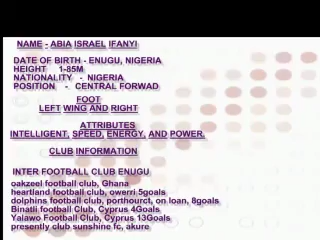 NAME - ABIA ISRAEL IFANYI
DATE OF BIRTH - ENUGU, NIGERIA
HEIGHT 1-85M
NATIONALITY - NIGERIA
POSITION - CENTRAL FORWAD
FOOT
LEFT WING AND RIGHT
ATTRIBUTES
INTELLIGENT, SPEED, ENERGY, AND POWER.
CLUB INFORMATION
INTER FOOTBALL CLUB ENUGU
oakzeel football club, Ghana
heartland football club, owerri 5goals
dolphins football club, porthourct, on loan, 8goals
Binatli Football Club, Cyprus 4Goals
Yalawo Football Club, Cyprus 13Goals
presently club sunshine fc, akure